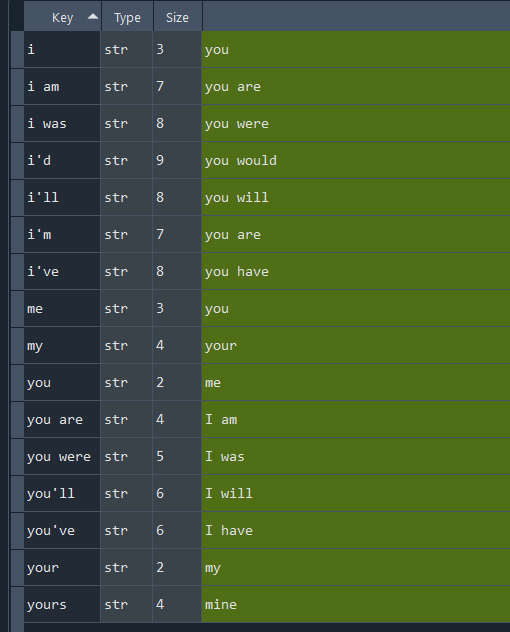 Key Type Size
i str 3 you
i am str 7 you are
i was str 8 you were
i'd str 9 you would
i'll str 8 you will
i'm str 7 you are
i've str 8 you have
me str 3 you
my str 4 your
you str 2 me
you are str 4 I am
you were str 5 I was
you'll str 6 I will
you've str 6 I have
your str 2 my
yours str 4 mine